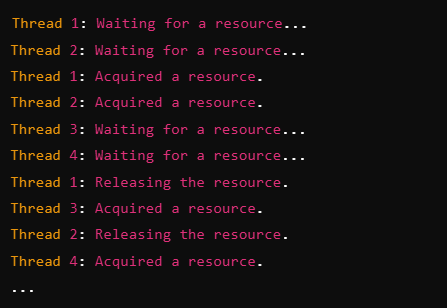 Thread 1: Waiting for a resource...
Thread 2: Waiting for a resource...
Thread 1: Acquired a resource.
Thread 2: Acquired a resource.
Thread 3: Waiting for a resource...
Thread 4: Waiting for a resource...
Thread 1: Releasing the resource.
Thread 3: Acquired a resource.
Thread 2: Releasing the resource.
Thread 4: Acquired a resource.
...